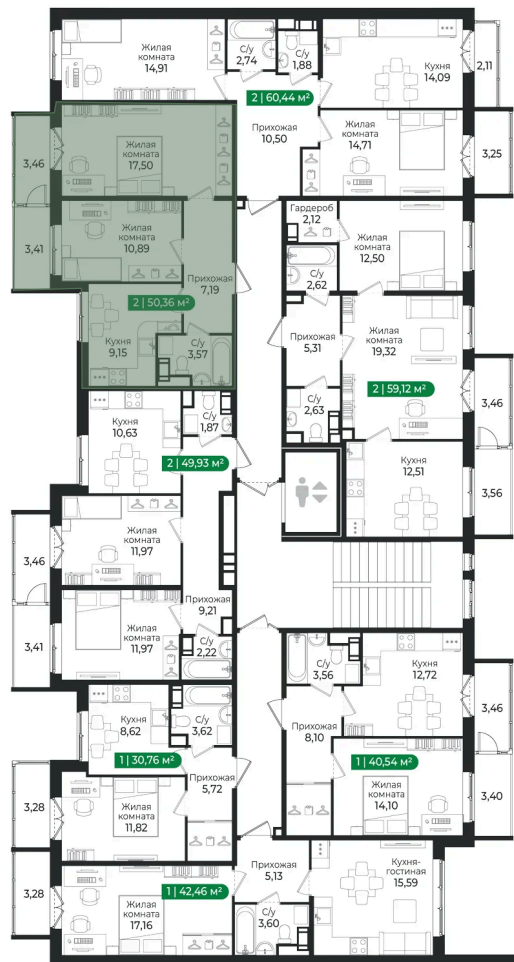 Жилая
комната
14,91
С/у
2,74
С/у
1,88
Кухня
14,09
2,11
2 | 60,44 м²
Прихожая
10,50
Жилая
комната
14,71
3,25
3,46
Жилая
комната
17,50
3,41
Жилая
комната
10,89
Прихожая
7,19
2 | 50,36 м²
Кухня
9,15
С/у
3,57
Гардероб
2,12
Жилая
комната
12,50
С/у
2,62
Прихожая
5,31
Жилая
комната
19,32
2 | 59,12 м²
3,46
С/у
2,63
Кухня
12,51
3,56
Кухня
10,63
С/у
1,87
2 | 49,93 м²
3,46
Жилая
комната
11,97
Прихожая
9,21
3,41
Жилая
комната
11,97
С/у
2,22
С/у
3,56
Кухня
12,72
3,46
Прихожая
8,10
1 | 40,54 м²
Жилая
комната
14,10
3,40
Кухня
8,62
С/у
3,62
1 | 30,76 м²
Прихожая
5,72
3,28
Жилая
комната
11,82
3,28
1 | 42,46 м²
Жилая
комната
17,16
Прихожая
5,13
С/у
3,60
Кухня-
гостиная
15,59